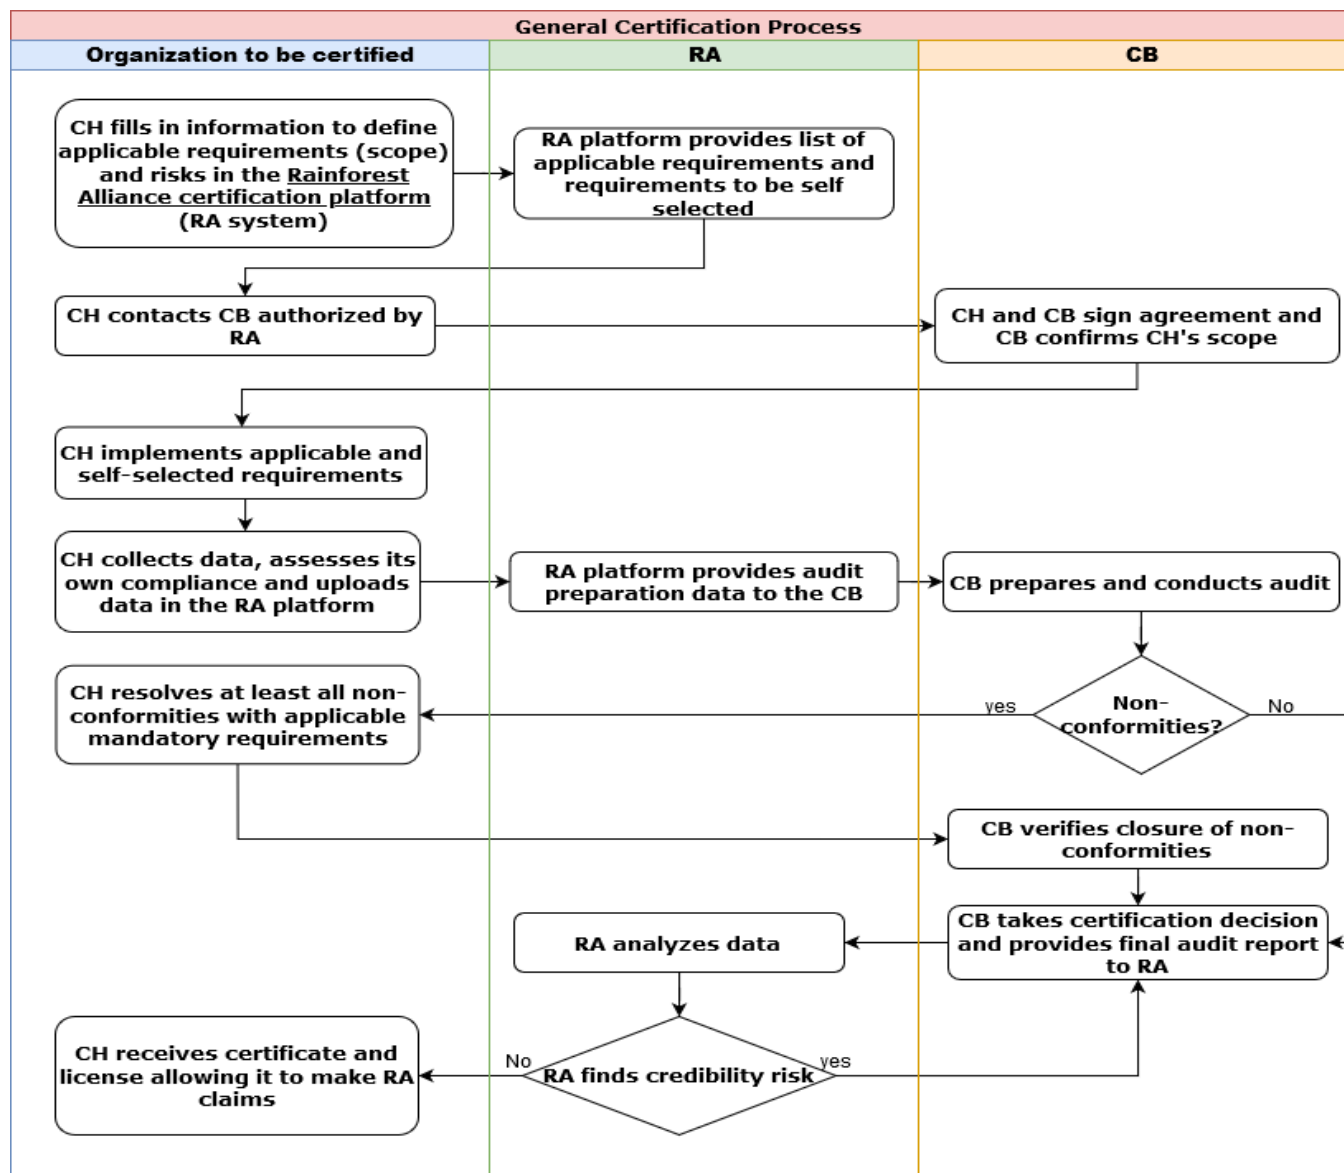 General Certification Process
Organization to be certified
RA
CB
CH fills in information to define
applicable requirements (scope)
and risks in the Rainforest
Alliance certification platform
(RA system)
RA platform provides list of
applicable requirements and
requirements to be self
selected
CH contacts CB authorized by
RA
CH and CB sign agreement and
CB confirms CH's scope
CH implements applicable and
self-selected requirements
CH collects data, assesses its
own compliance and uploads
data in the RA platform
RA platform provides audit
preparation data to the CB
CB prepares and conducts audit
CH resolves at least all non-
conformities with applicable
mandatory requirements
yes
Non-
conformities?
No
CB verifies closure of non-
conformities
RA analyzes data
CB takes certification decision
and provides final audit report
to RA
CH receives certificate and
license allowing it to make RA
claims
No
RA finds credibility risk
yes